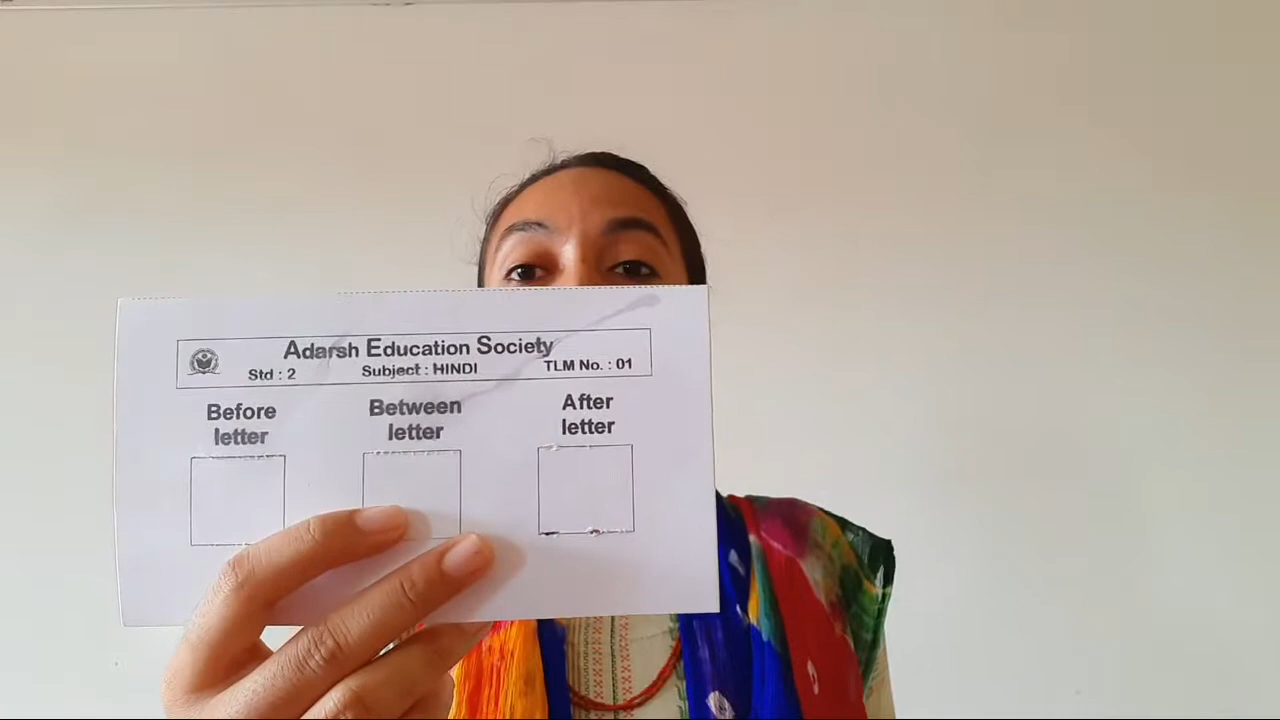 Adarsh Education Society
Std : 2 Subject : HINDI TLM No. : 01
Before letter
Between letter
After letter